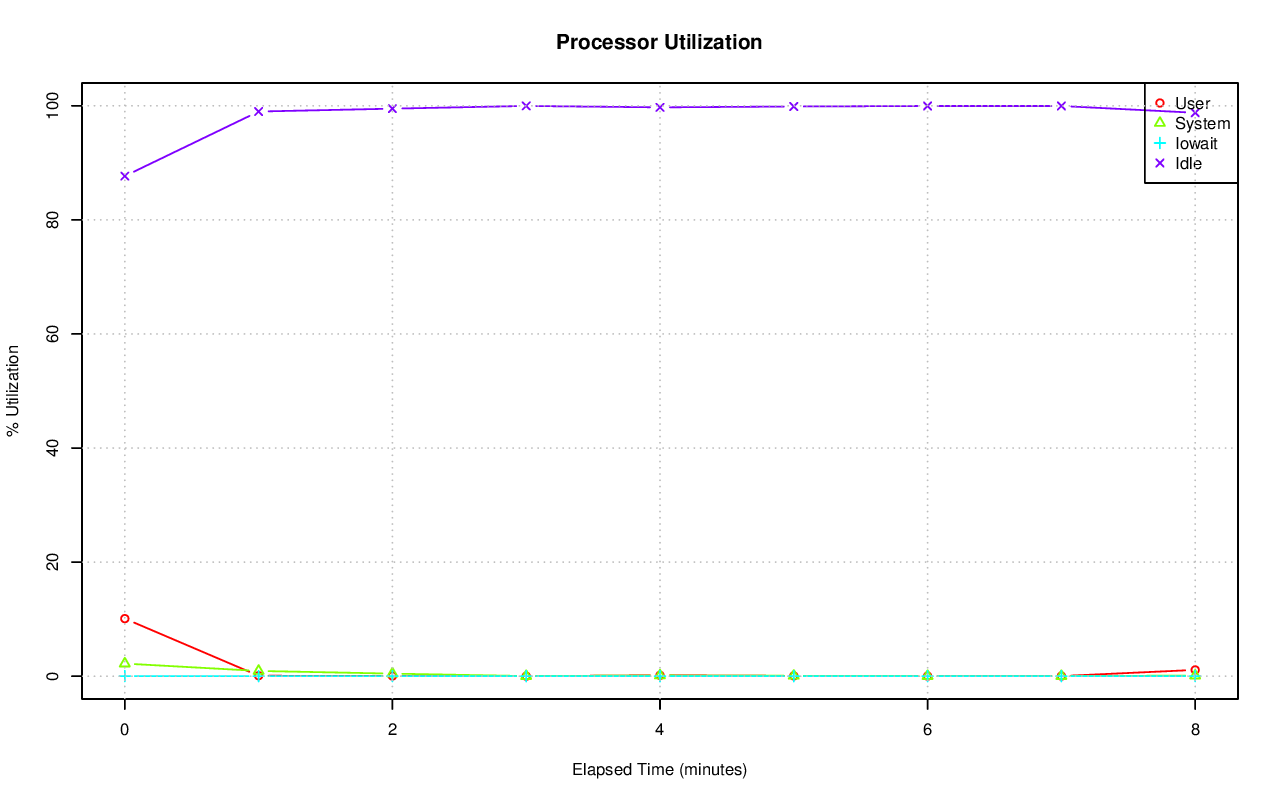 Processor Utilization
100
80
60
40
20
0
% Utilization
User
System
Iowait
Idle
0 2 4 6 8
Elapsed Time (minutes)